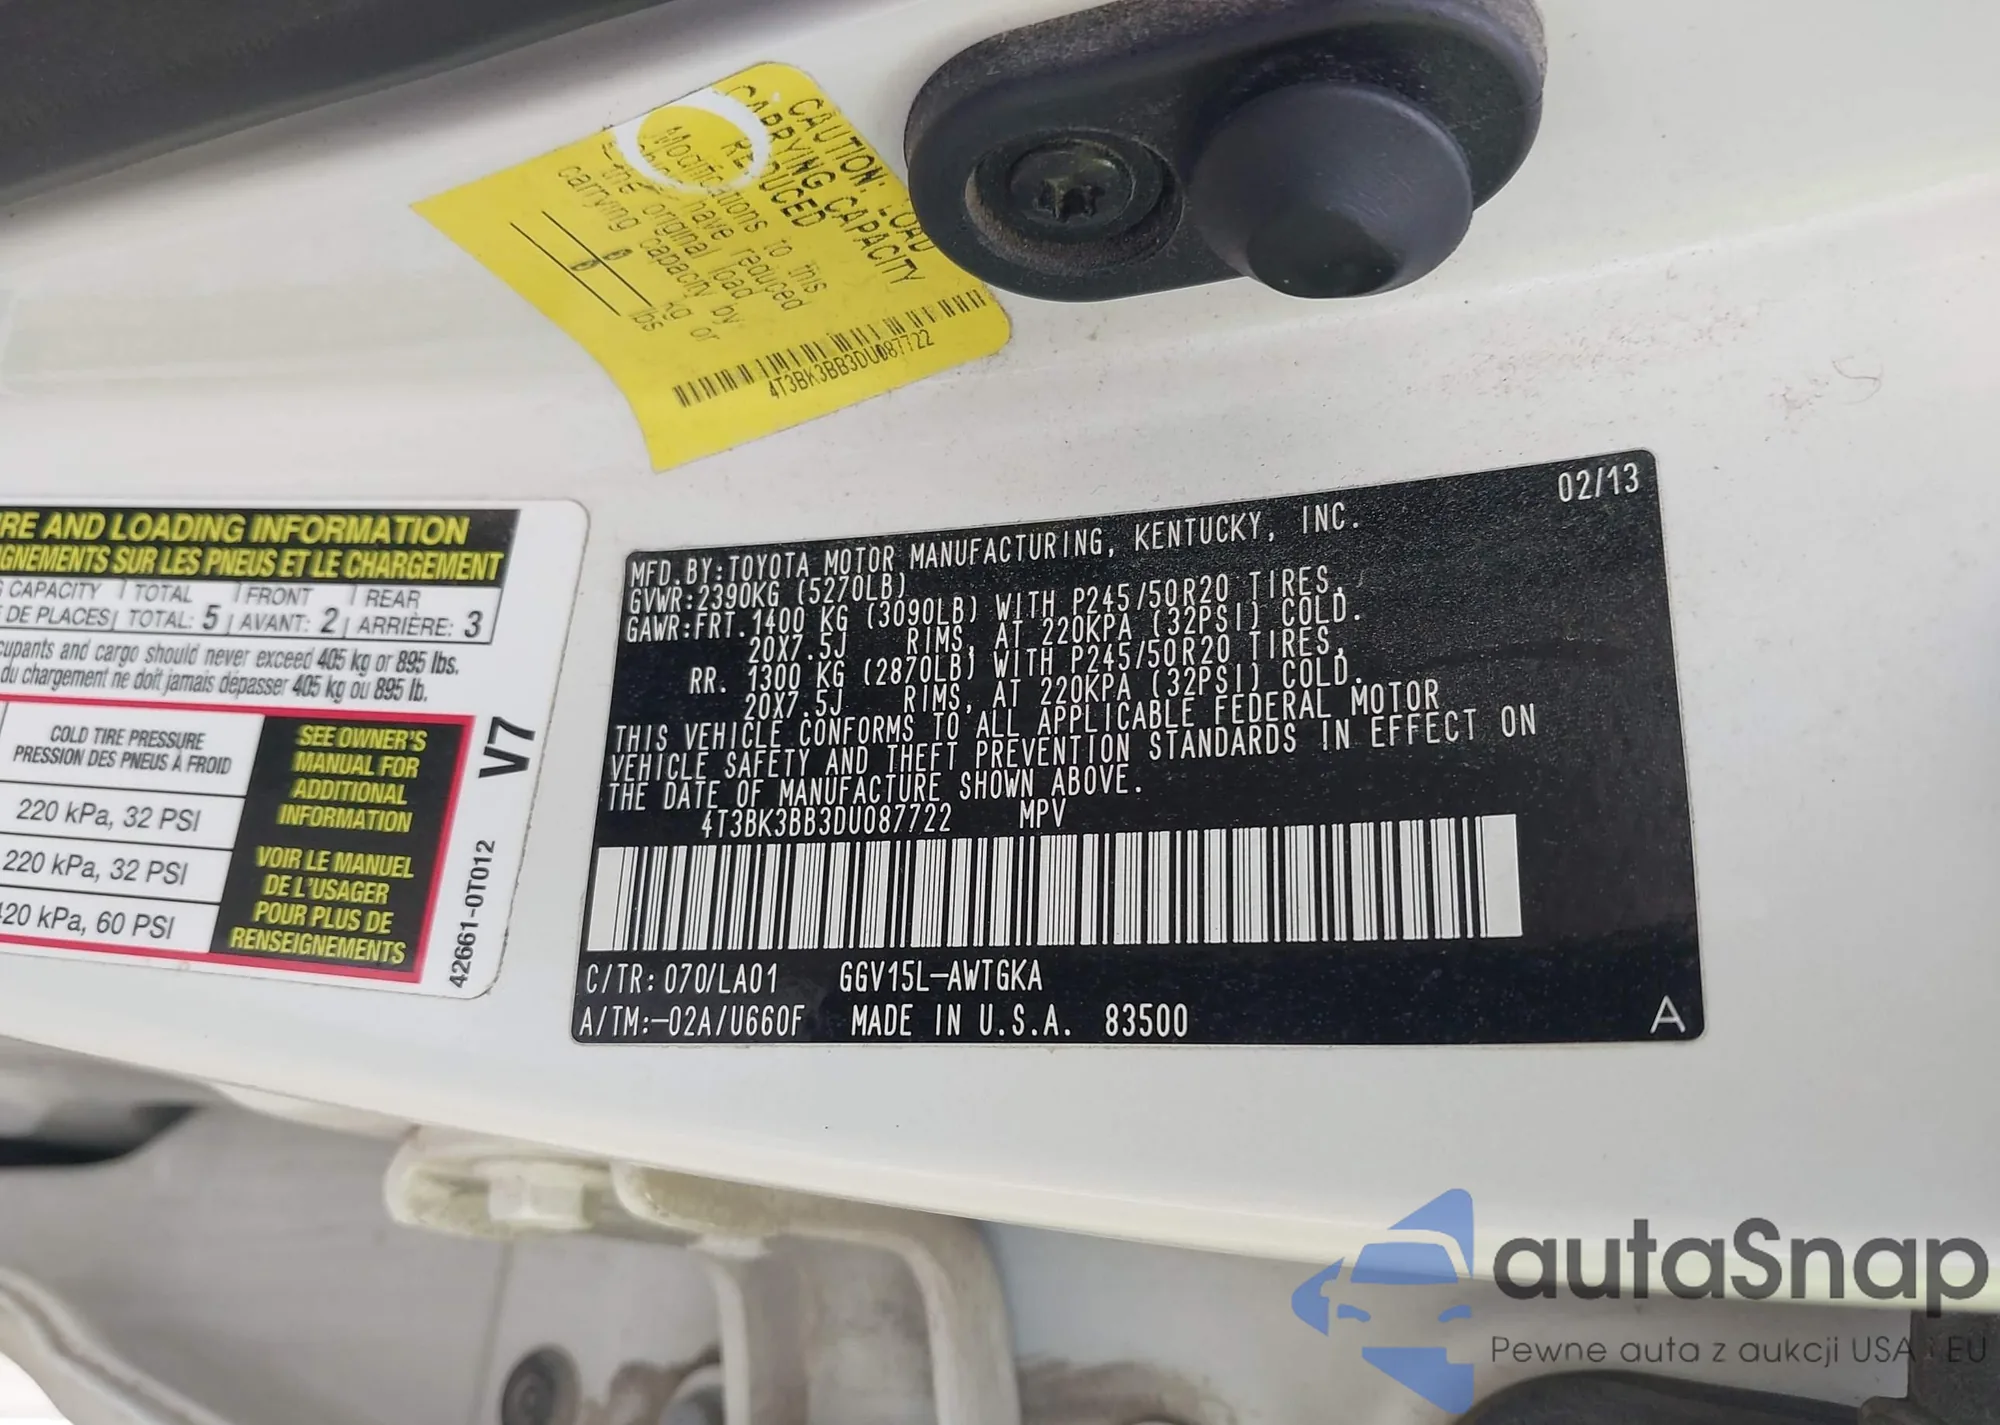 CAUTION: LOAD
CARRYING CAPACITY
Modifications to this
have reduced
original load
carrying capacity by
0 kg or
0 lbs
4T3BK3BB3DU087722
RE AND LOADING INFORMATION
GNEMENTS SUR LES PNEUS ET LE CHARGEMENT
CAPACITY TOTAL FRONT REAR
DE PLACES TOTAL: 5 AVANT: 2 ARRIÈRE: 3
cupants and cargo should never exceed 405 kg or 895 lbs.
du chargement ne doit jamais dépasser 405 kg ou 895 lb.
COLD TIRE PRESSURE
PRESSION DES PNEUS À FROID
220 kPa, 32 PSI
220 kPa, 32 PSI
420 kPa, 60 PSI
SEE OWNER'S
MANUAL FOR
ADDITIONAL
INFORMATION
VOIR LE MANUEL
DE L'USAGER
POUR PLUS DE
RENSEIGNEMENTS
V7
42661-0T012
02/13
MFD.BY:TOYOTA MOTOR MANUFACTURING, KENTUCKY, INC.
GVWR:2390KG (5270LB)
GAWR:FRT.1400 KG (3090LB) WITH P245/50R20 TIRES,
20X7.5J RIMS, AT 220KPA (32PSI) COLD.
RR. 1300 KG (2870LB) WITH P245/50R20 TIRES,
20X7.5J RIMS, AT 220KPA (32PSI) COLD.
THIS VEHICLE CONFORMS TO ALL APPLICABLE FEDERAL MOTOR
VEHICLE SAFETY AND THEFT PREVENTION STANDARDS IN EFFECT ON
THE DATE OF MANUFACTURE SHOWN ABOVE.
4T3BK3BB3DU087722 MPV
C/TR: 070/LA01 GGV15L-AWTGKA
A/TM:-02A/U660F MADE IN U.S.A. 83500
A
autaSnap
Pewne auta z aukcji USA i EU